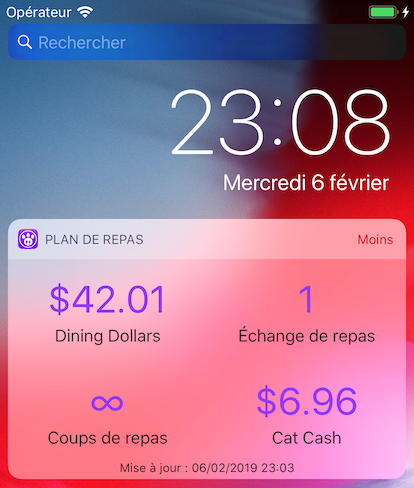 Opérateur
Rechercher
23:08
Mercredi 6 février
PLAN DE REPAS Moins
$42.01 1
Dining Dollars Échange de repas
∞ $6.96
Coups de repas Cat Cash
Mise à jour : 06/02/2019 23:03